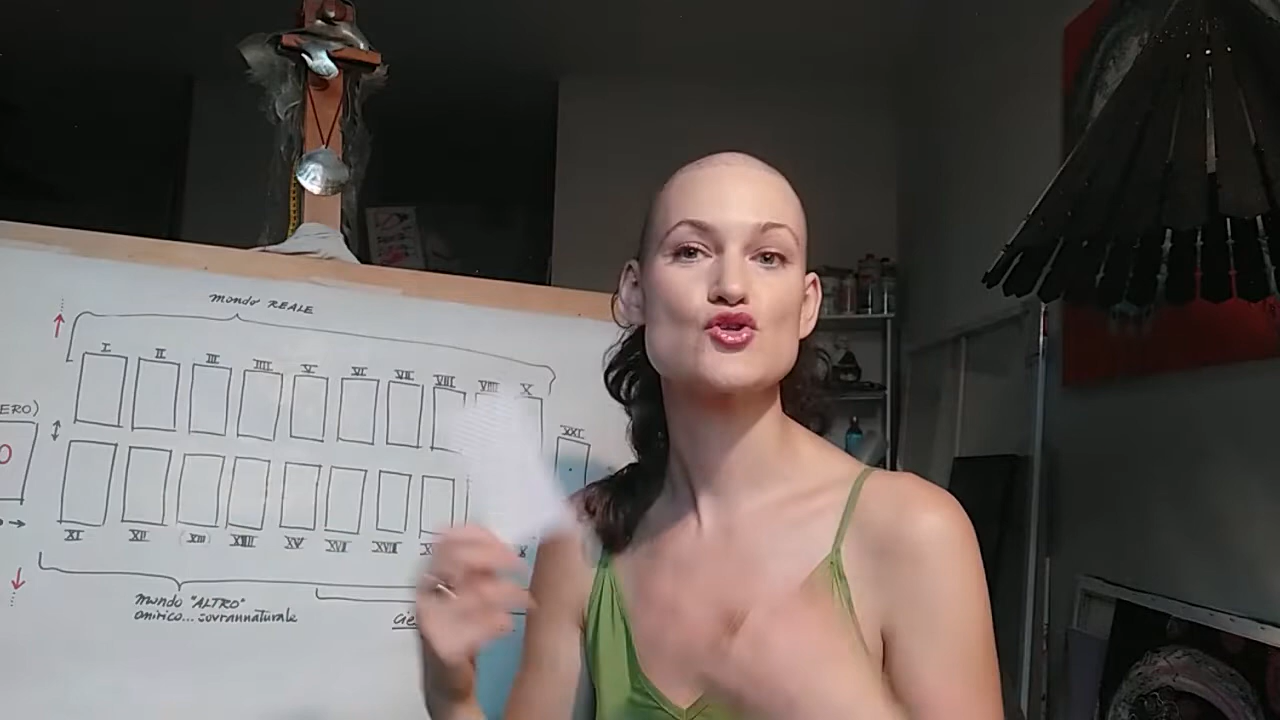 mondo REALE
I II III IIII V VI VII VIII VIIII X
XXI
ERO)
0
XI XII XIII XIIII XV XVI XVII
mondo "ALTRO"
onirico... sovrannaturale